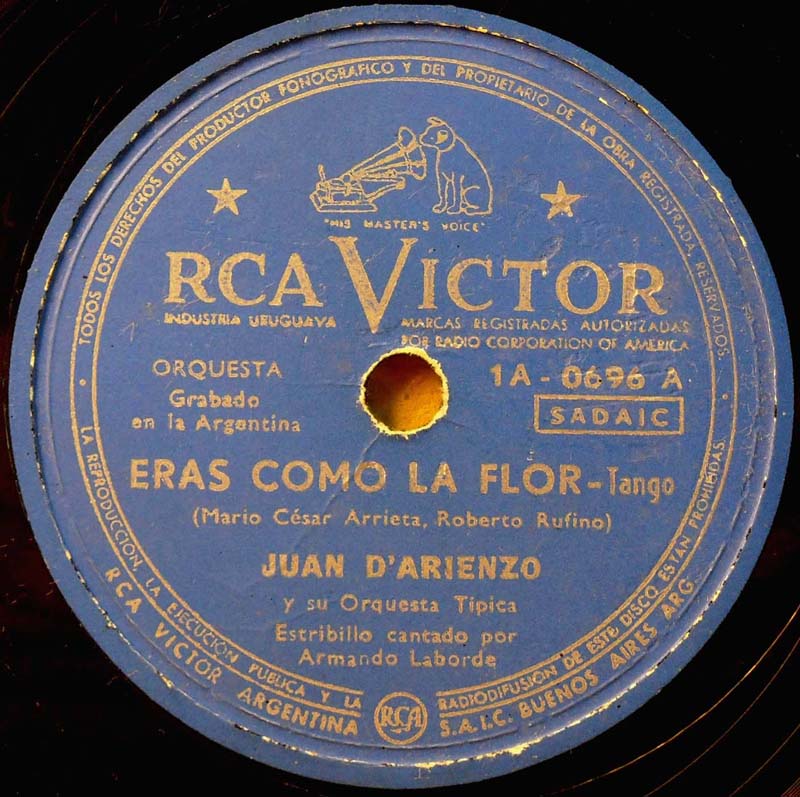 TODOS LOS DERECHOS DEL PRODUCTOR FONOGRAFICO Y DEL PROPIETARIO DE LA OBRA REGISTRADA, RESERVADOS.
"HIS MASTER'S VOICE"
RCA VICTOR
INDUSTRIA URUGUAYA
MARCAS REGISTRADAS AUTORIZADAS
POR RADIO CORPORATION OF AMERICA
ORQUESTA
1A - 0696 A
Grabado
en la Argentina
SADAIC
ERAS COMO LA FLOR - Tango
(Mario César Arrieta, Roberto Rufino)
JUAN D'ARIENZO
y su Orquesta Típica
Estribillo cantado por
Armando Laborde
LA REPRODUCCION, LA EJECUCION PUBLICA Y LA RADIODIFUSION DE ESTE DISCO ESTAN PROHIBIDAS.
RCA VICTOR ARGENTINA RCA S.A.I.C. BUENOS AIRES ARG.